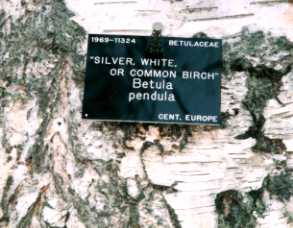 1969-11324 BETULACEAE
"SILVER, WHITE,
OR COMMON BIRCH"
Betula
pendula
CENT. EUROPE